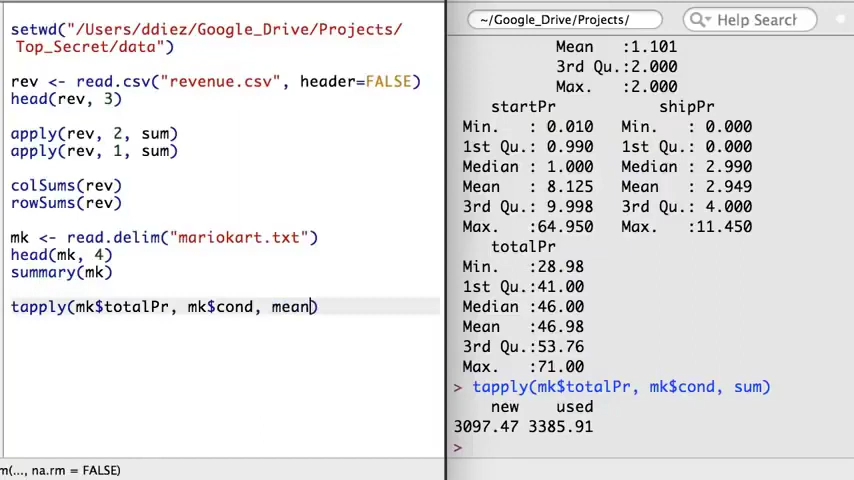 setwd("/Users/ddiez/Google_Drive/Projects/
Top_Secret/data")
rev <- read.csv("revenue.csv", header=FALSE)
head(rev, 3)
apply(rev, 2, sum)
apply(rev, 1, sum)
colSums(rev)
rowSums(rev)
mk <- read.delim("mariokart.txt")
head(mk, 4)
summary(mk)
tapply(mk$totalPr, mk$cond, mean)
m(..., na.rm = FALSE)
~/Google_Drive/Projects/
Help Search
Mean :1.101
3rd Qu.:2.000
Max. :2.000
startPr shipPr
Min. : 0.010 Min. : 0.000
1st Qu.: 0.990 1st Qu.: 0.000
Median : 1.000 Median : 2.990
Mean : 8.125 Mean : 2.949
3rd Qu.: 9.998 3rd Qu.: 4.000
Max. :64.950 Max. :11.450
totalPr
Min. :28.98
1st Qu.:41.00
Median :46.00
Mean :46.98
3rd Qu.:53.76
Max. :71.00
> tapply(mk$totalPr, mk$cond, sum)
new used
3097.47 3385.91
>